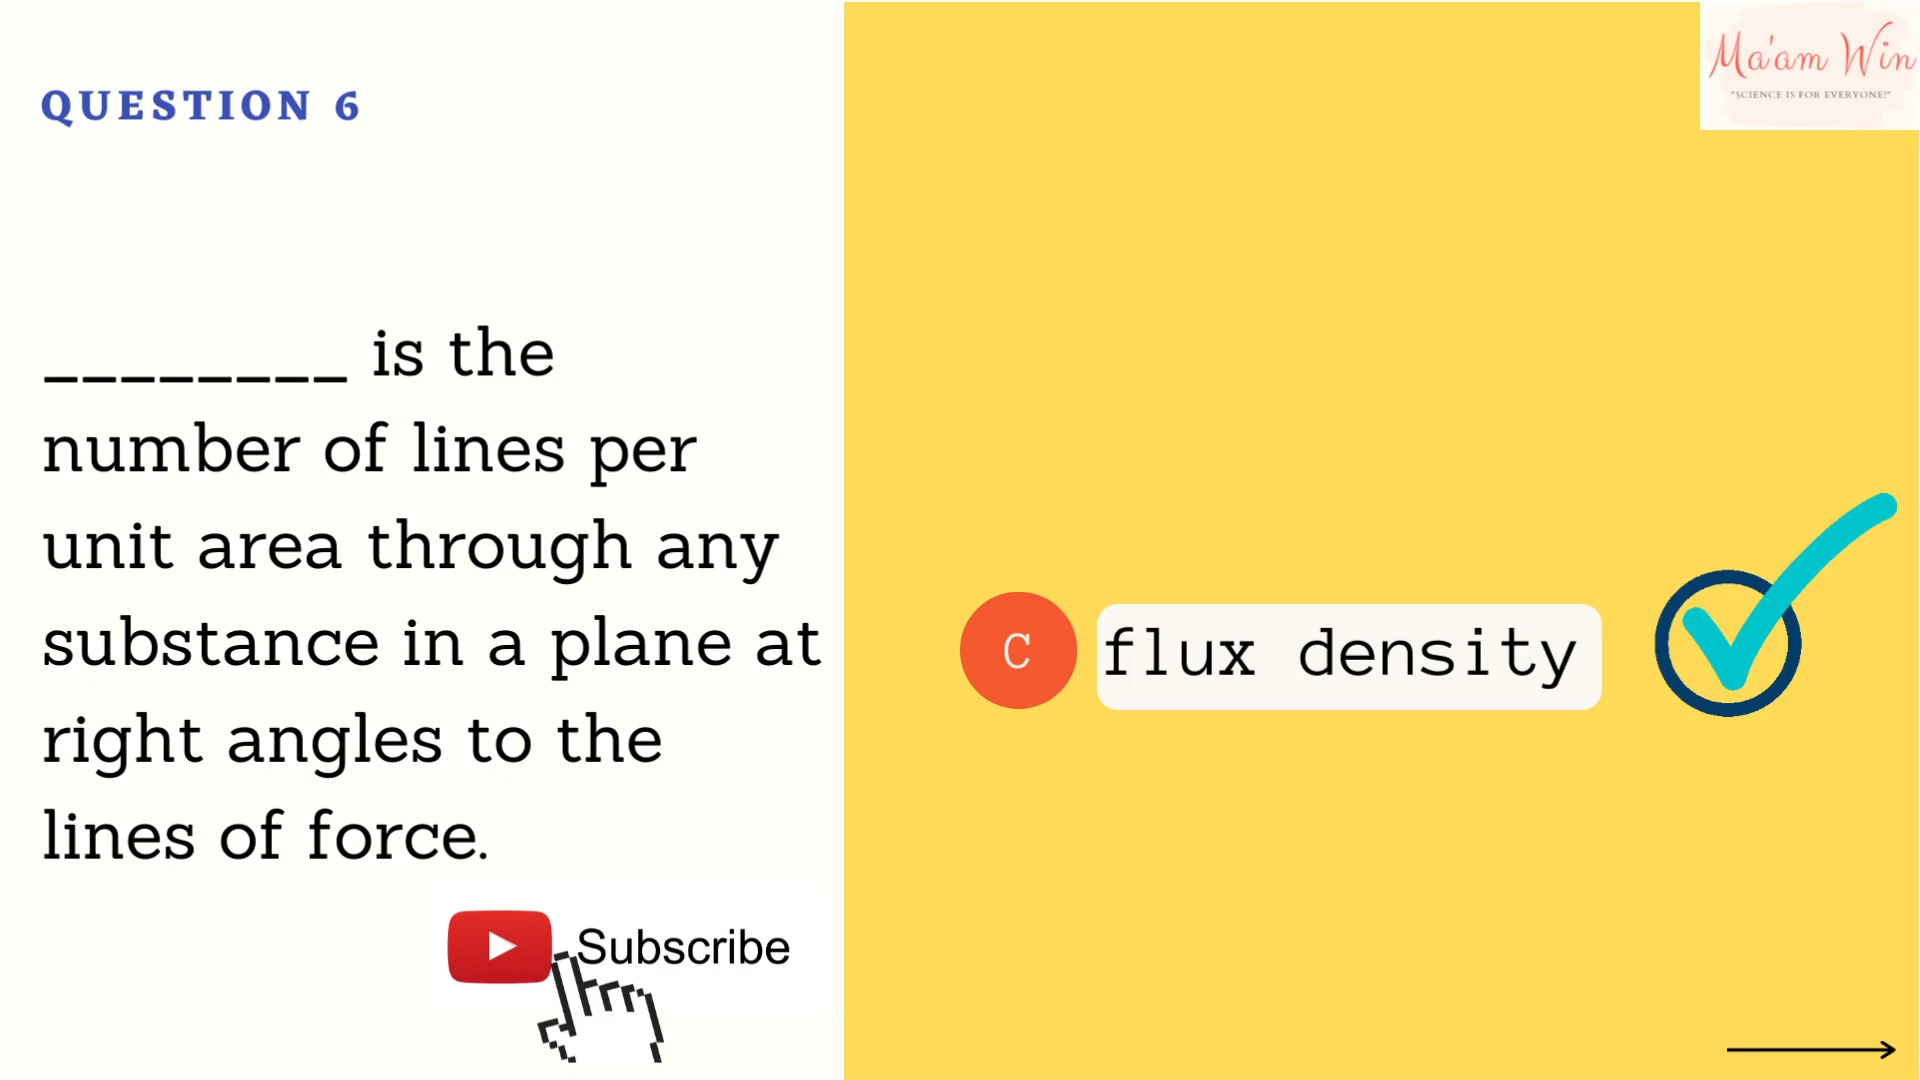 QUESTION 6
________ is the
number of lines per
unit area through any
substance in a plane at
right angles to the
lines of force.
Subscribe
Ma'am Win
"SCIENCE IS FOR EVERYONE!"
C
flux density